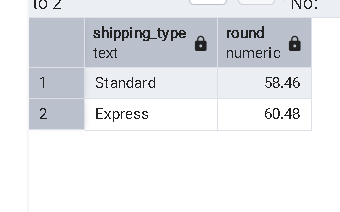 to 2 No:
shipping_type round
text numeric
1 Standard 58.46
2 Express 60.48